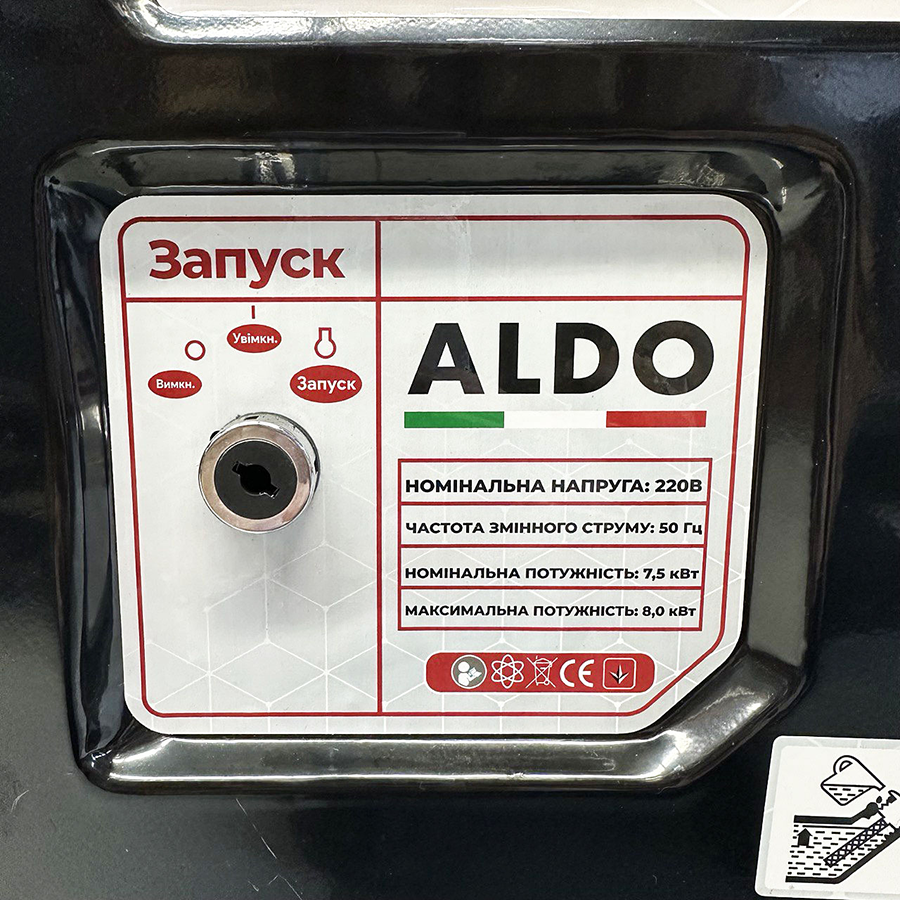 Запуск
Увімкн.
Вимкн.
Запуск
ALDO
НОМІНАЛЬНА НАПРУГА: 220В
ЧАСТОТА ЗМІННОГО СТРУМУ: 50 Гц
НОМІНАЛЬНА ПОТУЖНІСТЬ: 7,5 кВт
МАКСИМАЛЬНА ПОТУЖНІСТЬ: 8,0 кВт
CE